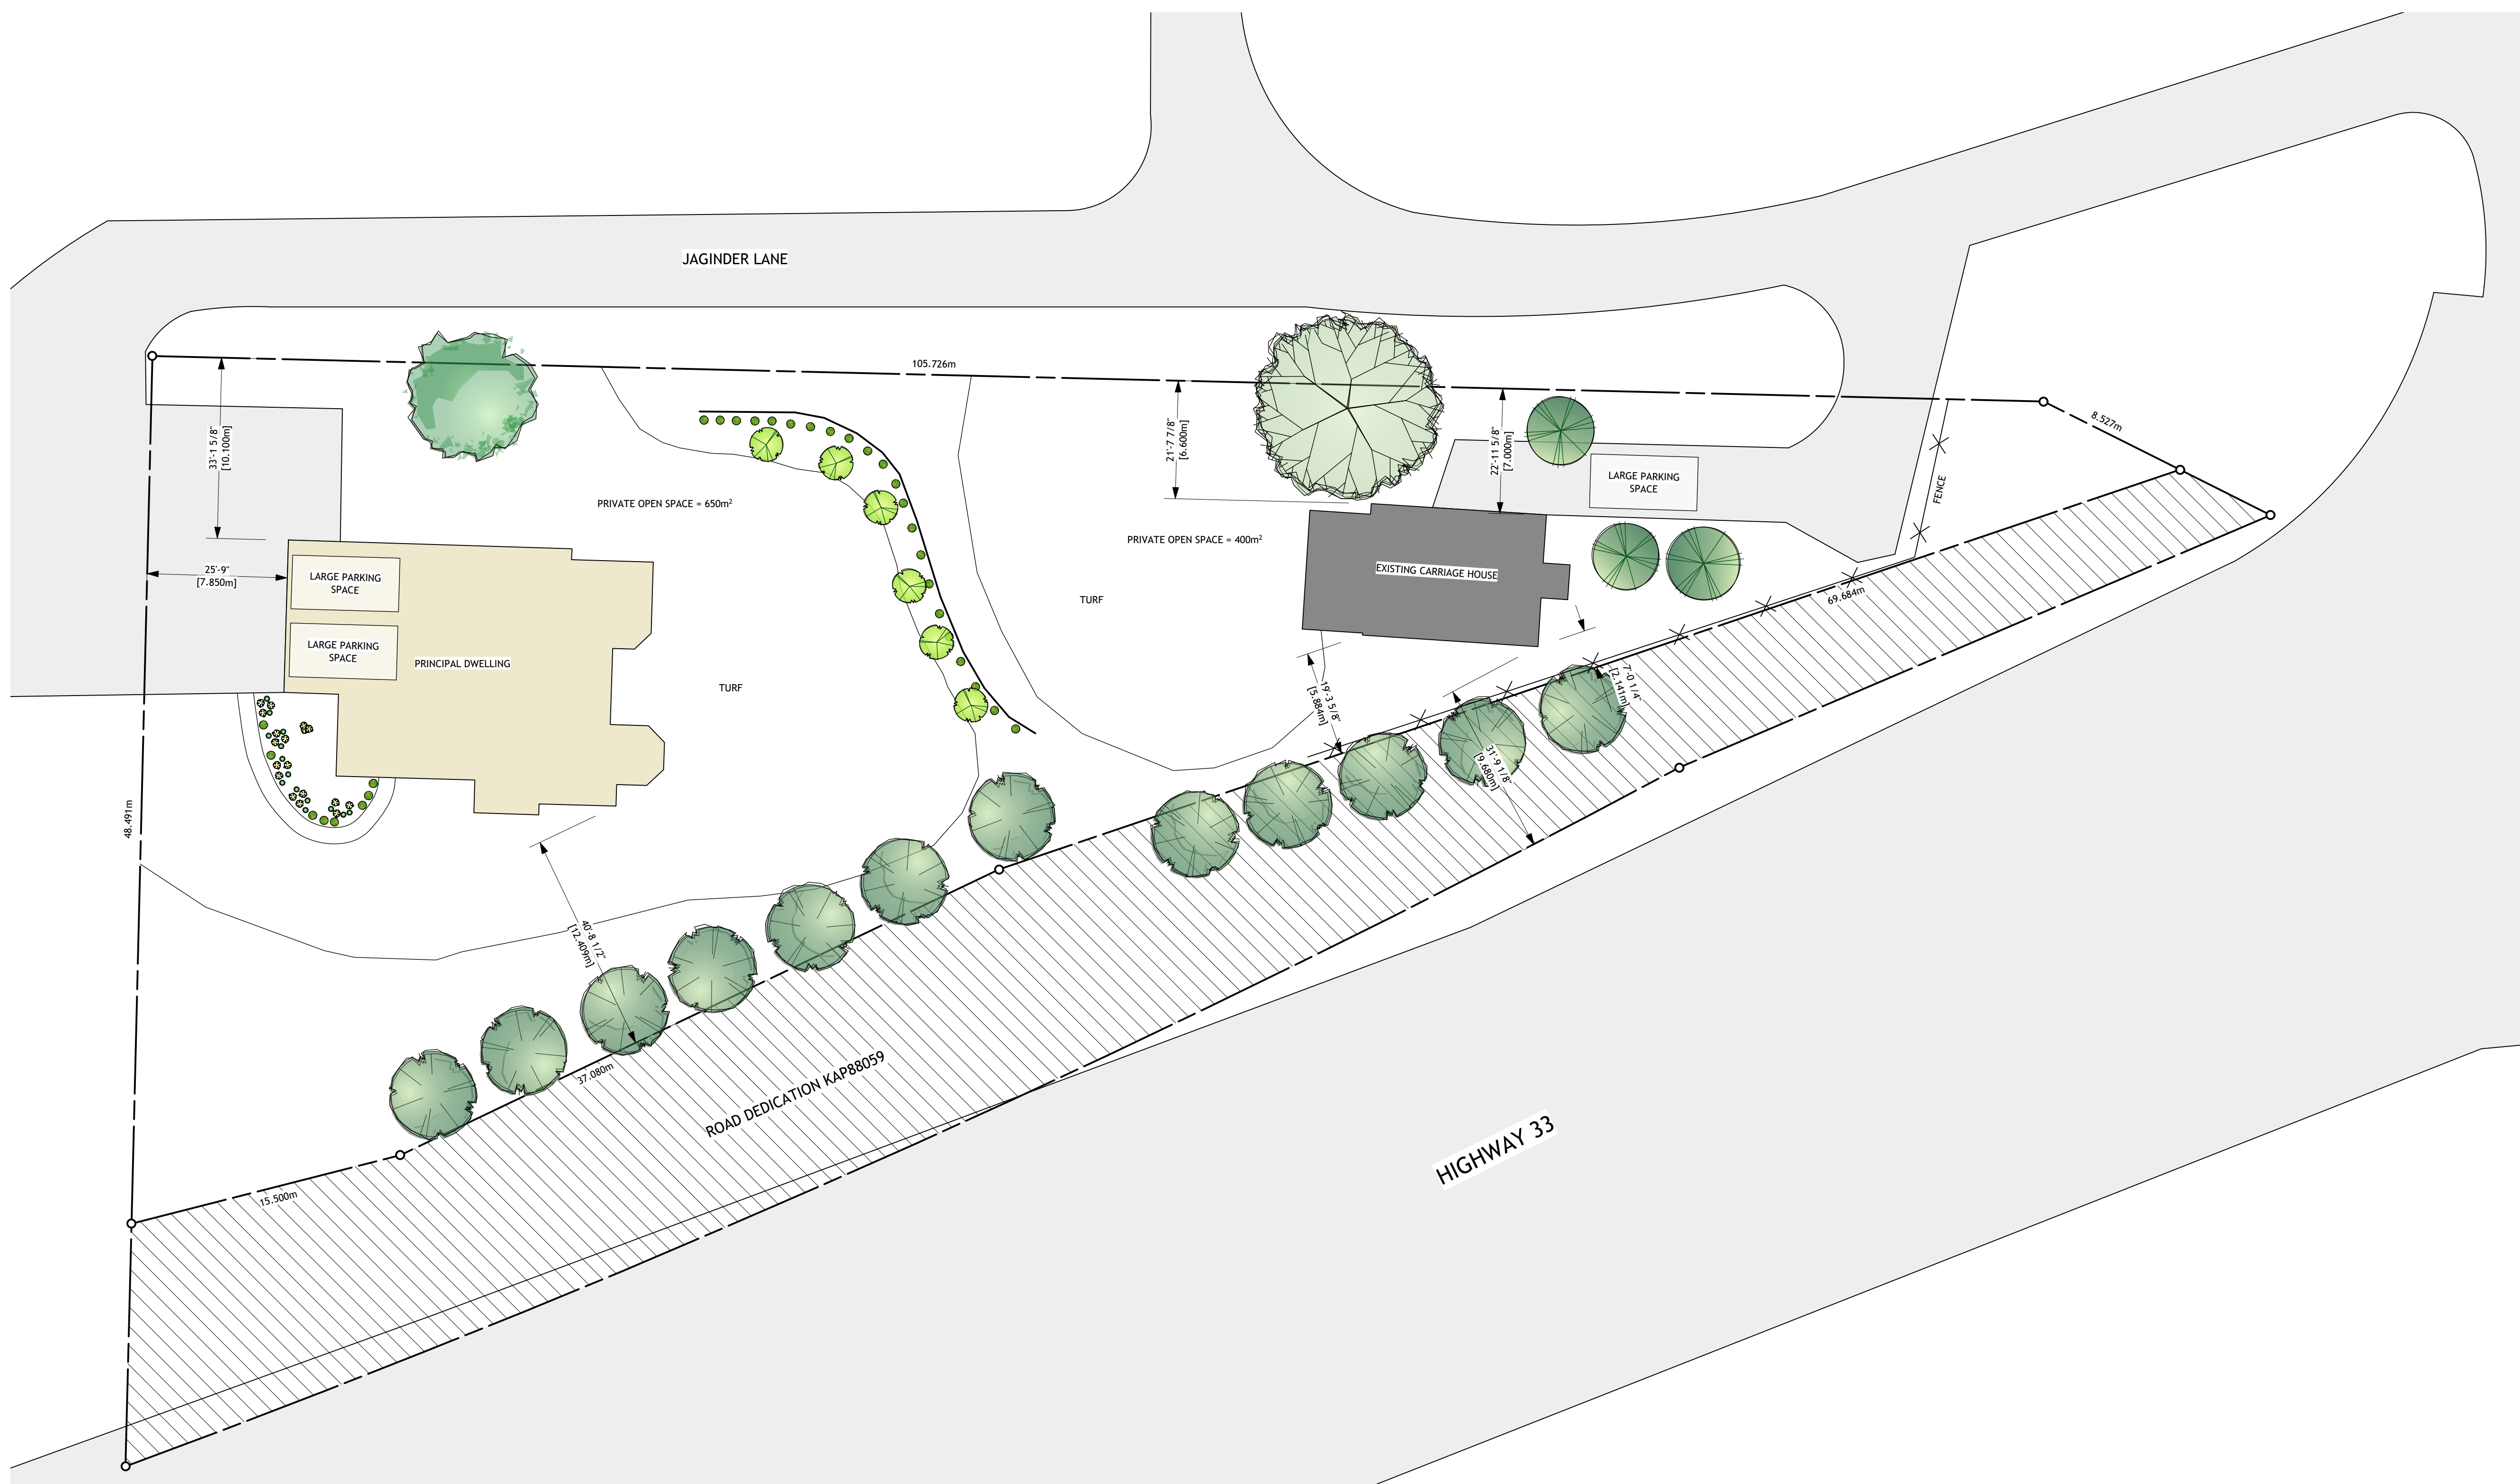 JAGINDER LANE
105.726m
8.527m
33'-1 5/8"
[10.100m]
21'-7 7/8"
[6.600m]
22'-11 5/8"
[7.000m]
LARGE PARKING
SPACE
FENCE
PRIVATE OPEN SPACE = 650m²
PRIVATE OPEN SPACE = 400m²
EXISTING CARRIAGE HOUSE
25'-9"
[7.850m]
LARGE PARKING
SPACE
TURF
69.684m
LARGE PARKING
SPACE
PRINCIPAL DWELLING
TURF
19'-3 5/8"
[5.884m]
7'-0 1/4"
[2.141m]
31'-9 1/8"
[9.680m]
48.491m
40'-8 1/2"
[12.409m]
37.080m
ROAD DEDICATION KAP88059
HIGHWAY 33
15.500m